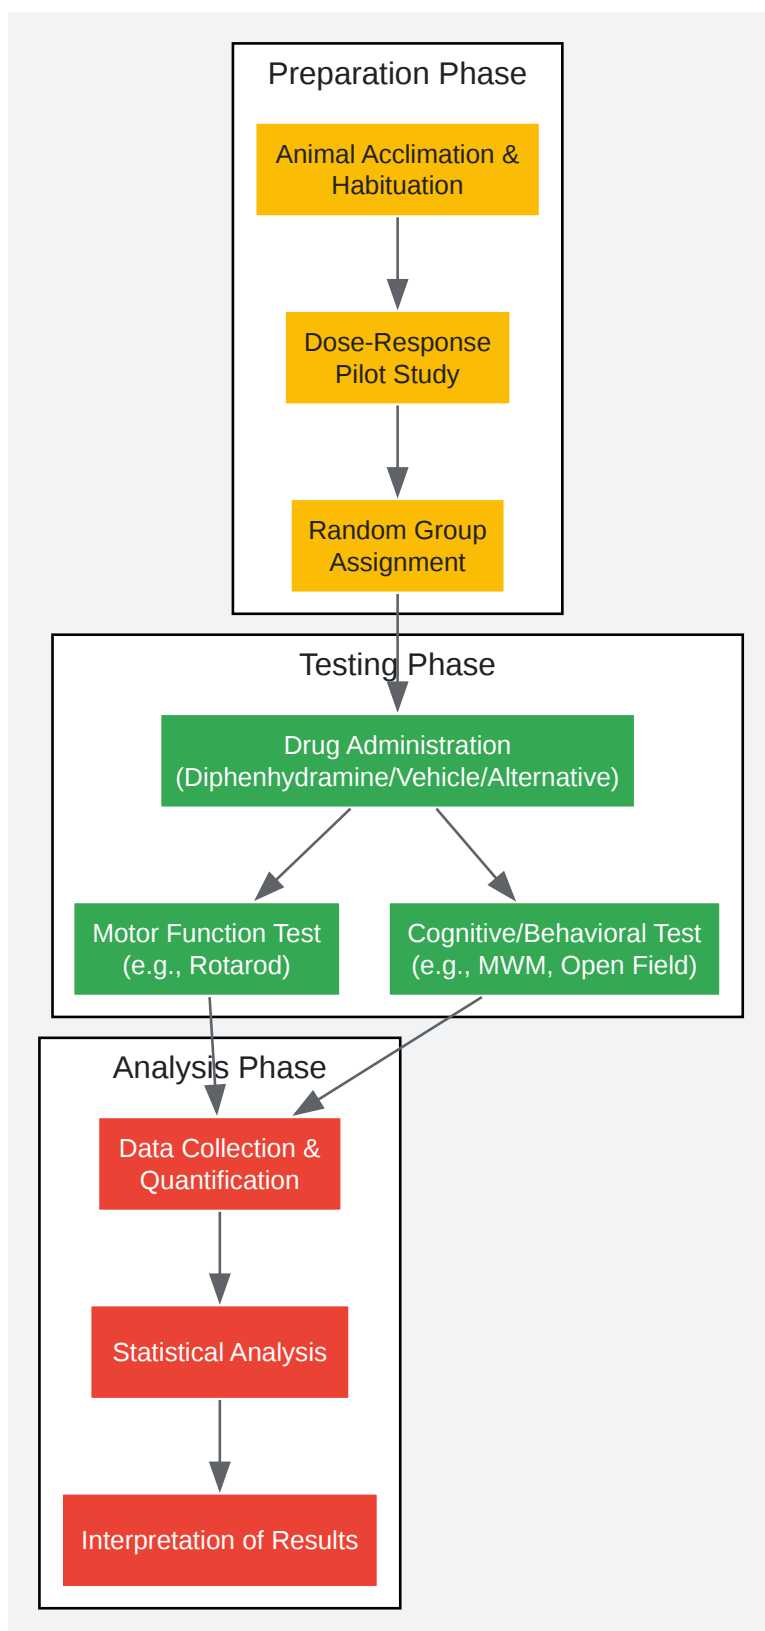 Preparation Phase
Animal Acclimation &
Habituation
Dose-Response
Pilot Study
Random Group
Assignment
Testing Phase
Drug Administration
(Diphenhydramine/Vehicle/Alternative)
Motor Function Test
(e.g., Rotarod)
Cognitive/Behavioral Test
(e.g., MWM, Open Field)
Analysis Phase
Data Collection &
Quantification
Statistical Analysis
Interpretation of Results